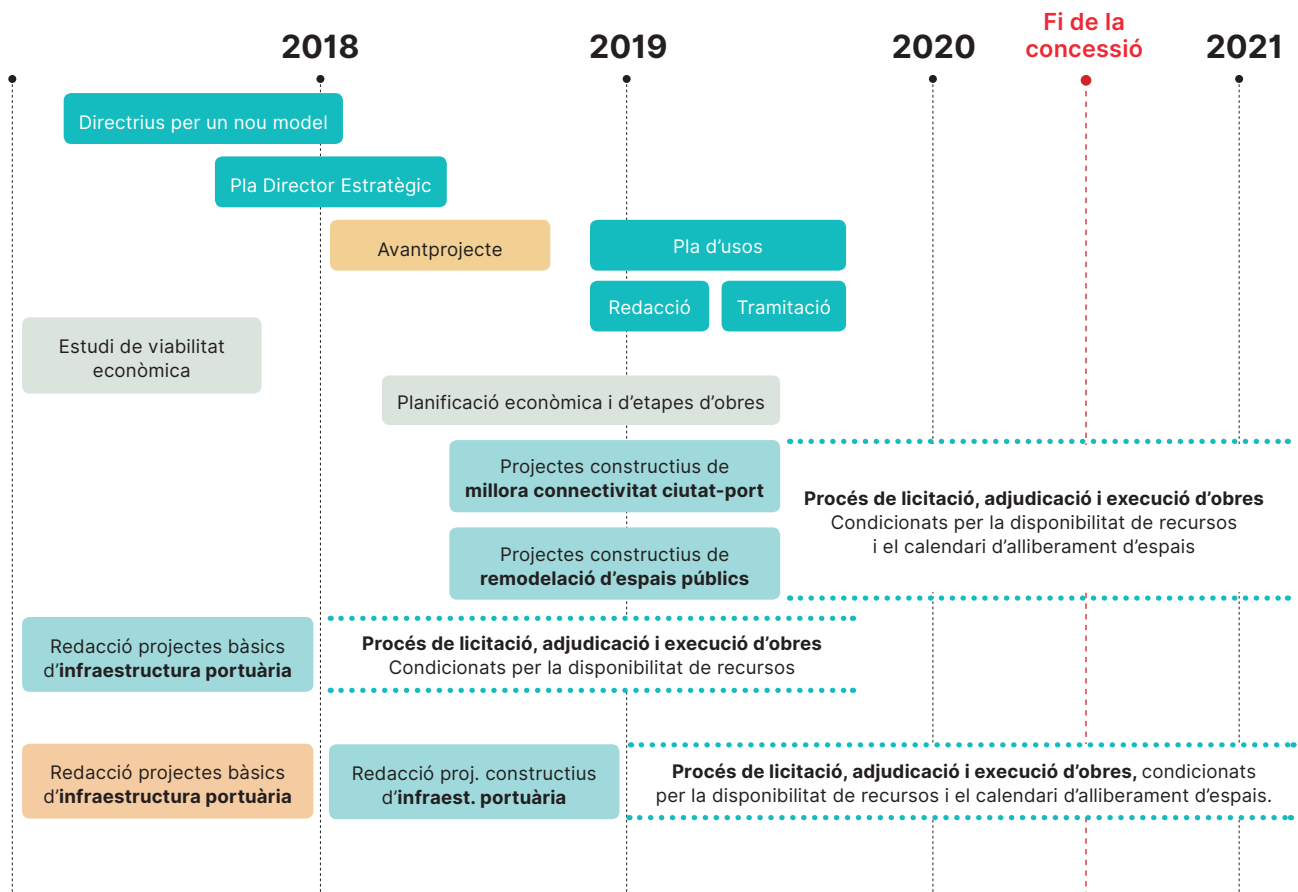 2018
2019
2020
Fi de la
concessió
2021
Directrius per un nou model
Pla Director Estratègic
Avantprojecte
Pla d’usos
Redacció
Tramitació
Estudi de viabilitat
econòmica
Planificació econòmica i d’etapes d’obres
Projectes constructius de
millora connectivitat ciutat-port
Procés de licitació, adjudicació i execució d’obres
Condicionats per la disponibilitat de recursos
i el calendari d’alliberament d’espais
Projectes constructius de
remodelació d’espais públics
Redacció projectes bàsics
d’infraestructura portuària
Procés de licitació, adjudicació i execució d’obres
Condicionats per la disponibilitat de recursos
Redacció projectes bàsics
d’infraestructura portuària
Redacció proj. constructius
d’infraest. portuària
Procés de licitació, adjudicació i execució d’obres, condicionats
per la disponibilitat de recursos i el calendari d’alliberament d’espais.